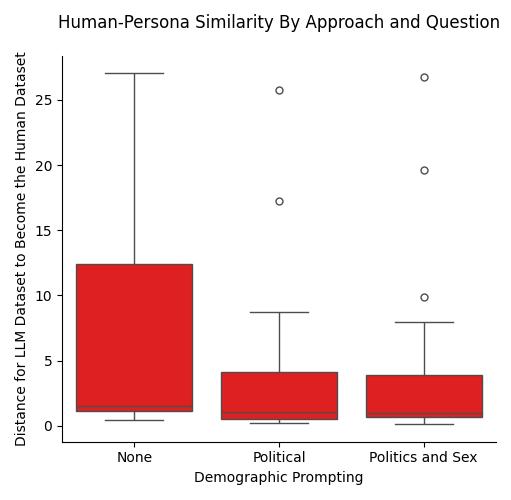 Human-Persona Similarity By Approach and Question
Distance for LLM Dataset to Become the Human Dataset
25
20
15
10
5
0
None
Political
Politics and Sex
Demographic Prompting